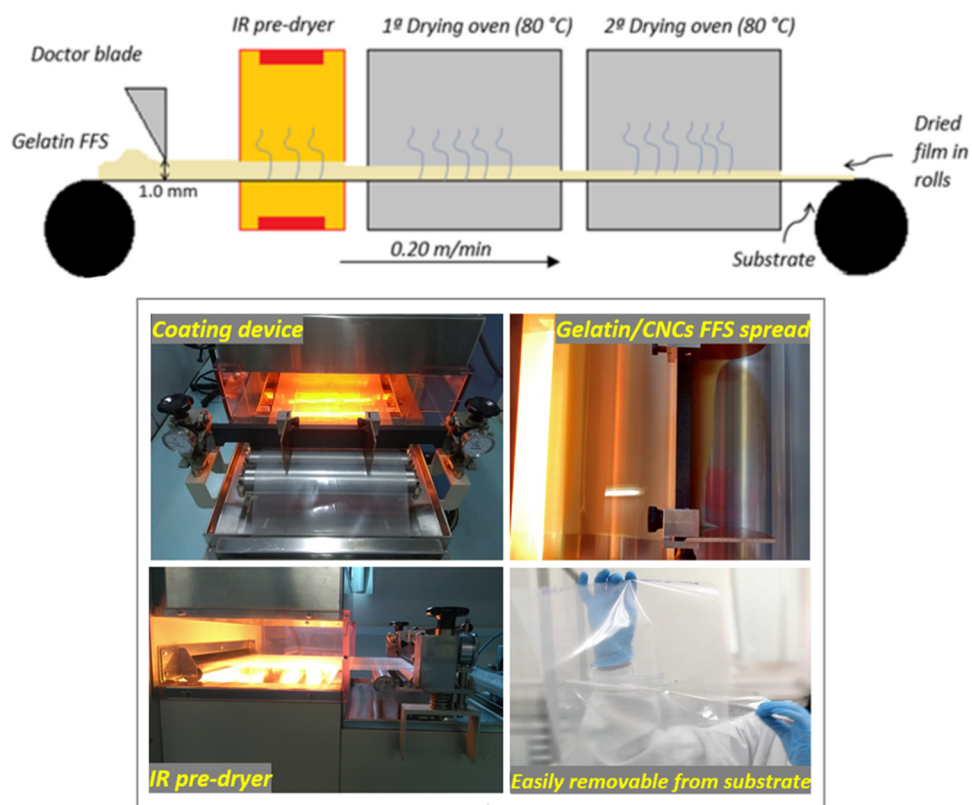 IR pre-dryer
1º Drying oven (80 °C)
2º Drying oven (80 °C)
Doctor blade
Gelatin FFS
1.0 mm
Dried
film in
rolls
0.20 m/min
Substrate
Coating device
Gelatin/CNCs FFS spread
IR pre-dryer
Easily removable from substrate